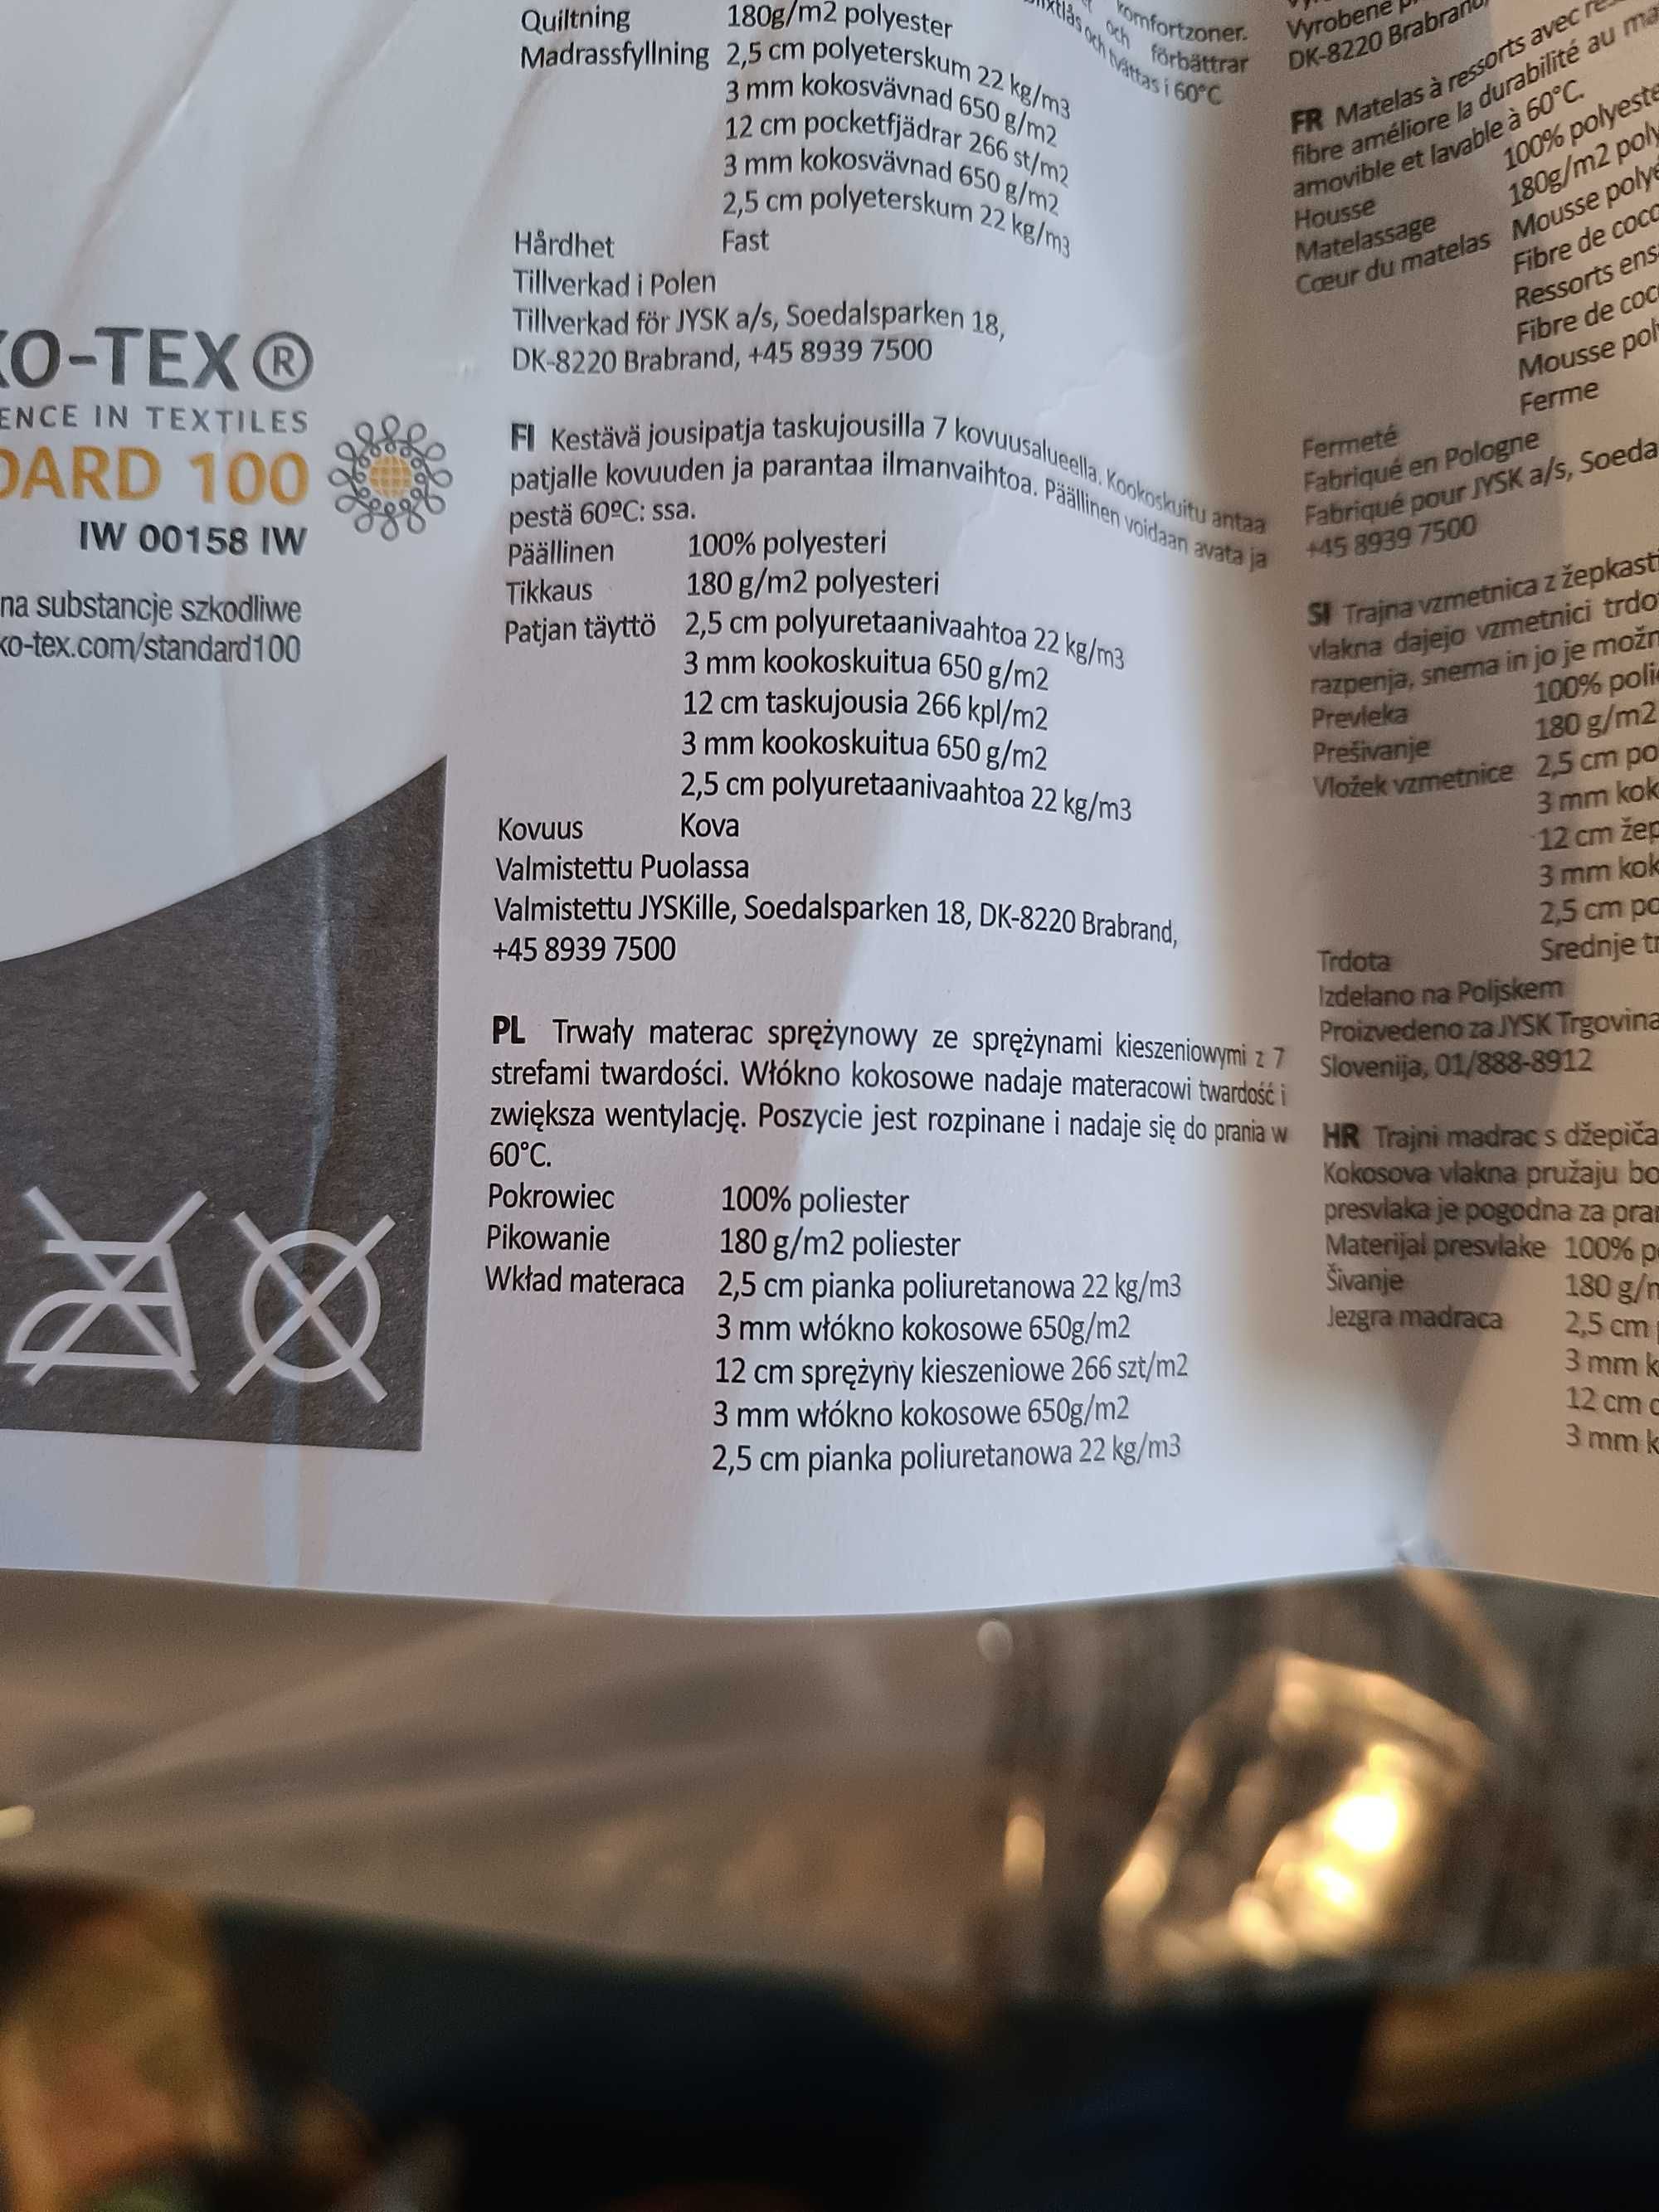 KO-TEX®
ENCE IN TEXTILES
DARD 100
IW 00158 IW
na substancje szkodliwe
ko-tex.com/standard100
Quiltning 180g/m2 polyester
Madrassfyllning 2,5 cm polyeterskum 22 kg/m3
3 mm kokosvävnad 650 g/m2
12 cm pocketfjädrar 266 st/m2
3 mm kokosvävnad 650 g/m2
2,5 cm polyeterskum 22 kg/m3
Hårdhet Fast
Tillverkad i Polen
Tillverkad för JYSK a/s, Soedalsparken 18,
DK-8220 Brabrand, +45 8939 7500
komfortzoner.
och förbättrar
och tvättas i 60°C
FI Kestävä jousipatja taskujousilla 7 kovuusalueella. Kookoskuitu antaa
patjalle kovuuden ja parantaa ilmanvaihtoa. Päällinen voidaan avata ja
pestä 60ºC: ssa.
Päällinen 100% polyesteri
Tikkaus 180 g/m2 polyesteri
Patjan täyttö 2,5 cm polyuretaanivaahtoa 22 kg/m3
3 mm kookoskuitua 650 g/m2
12 cm taskujousia 266 kpl/m2
3 mm kookoskuitua 650 g/m2
2,5 cm polyuretaanivaahtoa 22 kg/m3
Kovuus Kova
Valmistettu Puolassa
Valmistettu JYSKille, Soedalsparken 18, DK-8220 Brabrand,
+45 8939 7500
PL Trwały materac sprężynowy ze sprężynami kieszeniowymi z 7
strefami twardości. Włókno kokosowe nadaje materacowi twardość i
zwiększa wentylację. Poszycie jest rozpinane i nadaje się do prania w
60°C.
Pokrowiec 100% poliester
Pikowanie 180 g/m2 poliester
Wkład materaca 2,5 cm pianka poliuretanowa 22 kg/m3
3 mm włókno kokosowe 650g/m2
12 cm sprężyny kieszeniowe 266 szt/m2
3 mm włókno kokosowe 650g/m2
2,5 cm pianka poliuretanowa 22 kg/m3
Vyrobené
DK-8220 Brabrand,
FR Matelas à ressorts avec
fibre améliore la durabilité au
amovible et lavable à 60°C.
Housse 100% polyeste
Matelassage 180g/m2 poly
Cœur du matelas Mousse polyé
Fibre de coco
Ressorts ens
Fibre de coc
Mousse pol
Fermeté Ferme
Fabriqué en Pologne
Fabriqué pour JYSK a/s, Soeda
+45 8939 7500
SI Trajna vzmetnica z žepkasti
vlakna dajejo vzmetnici trdo
razpenja, snema in jo je možn
Prevleka 100% poli
Prešivanje 180 g/m2
Vložek vzmetnice 2,5 cm po
3 mm kok
12 cm žep
3 mm kok
2,5 cm po
Trdota Srednje tr
Izdelano na Poljskem
Proizvedeno za JYSK Trgovina
Slovenija, 01/888-8912
HR Trajni madrac s džepiča
Kokosova vlakna pružaju bo
presvlaka je pogodna za pra
Materijal presvlake 100% p
Šivanje 180 g/m
Jezgra madraca 2,5 cm
3 mm k
12 cm
3 mm k